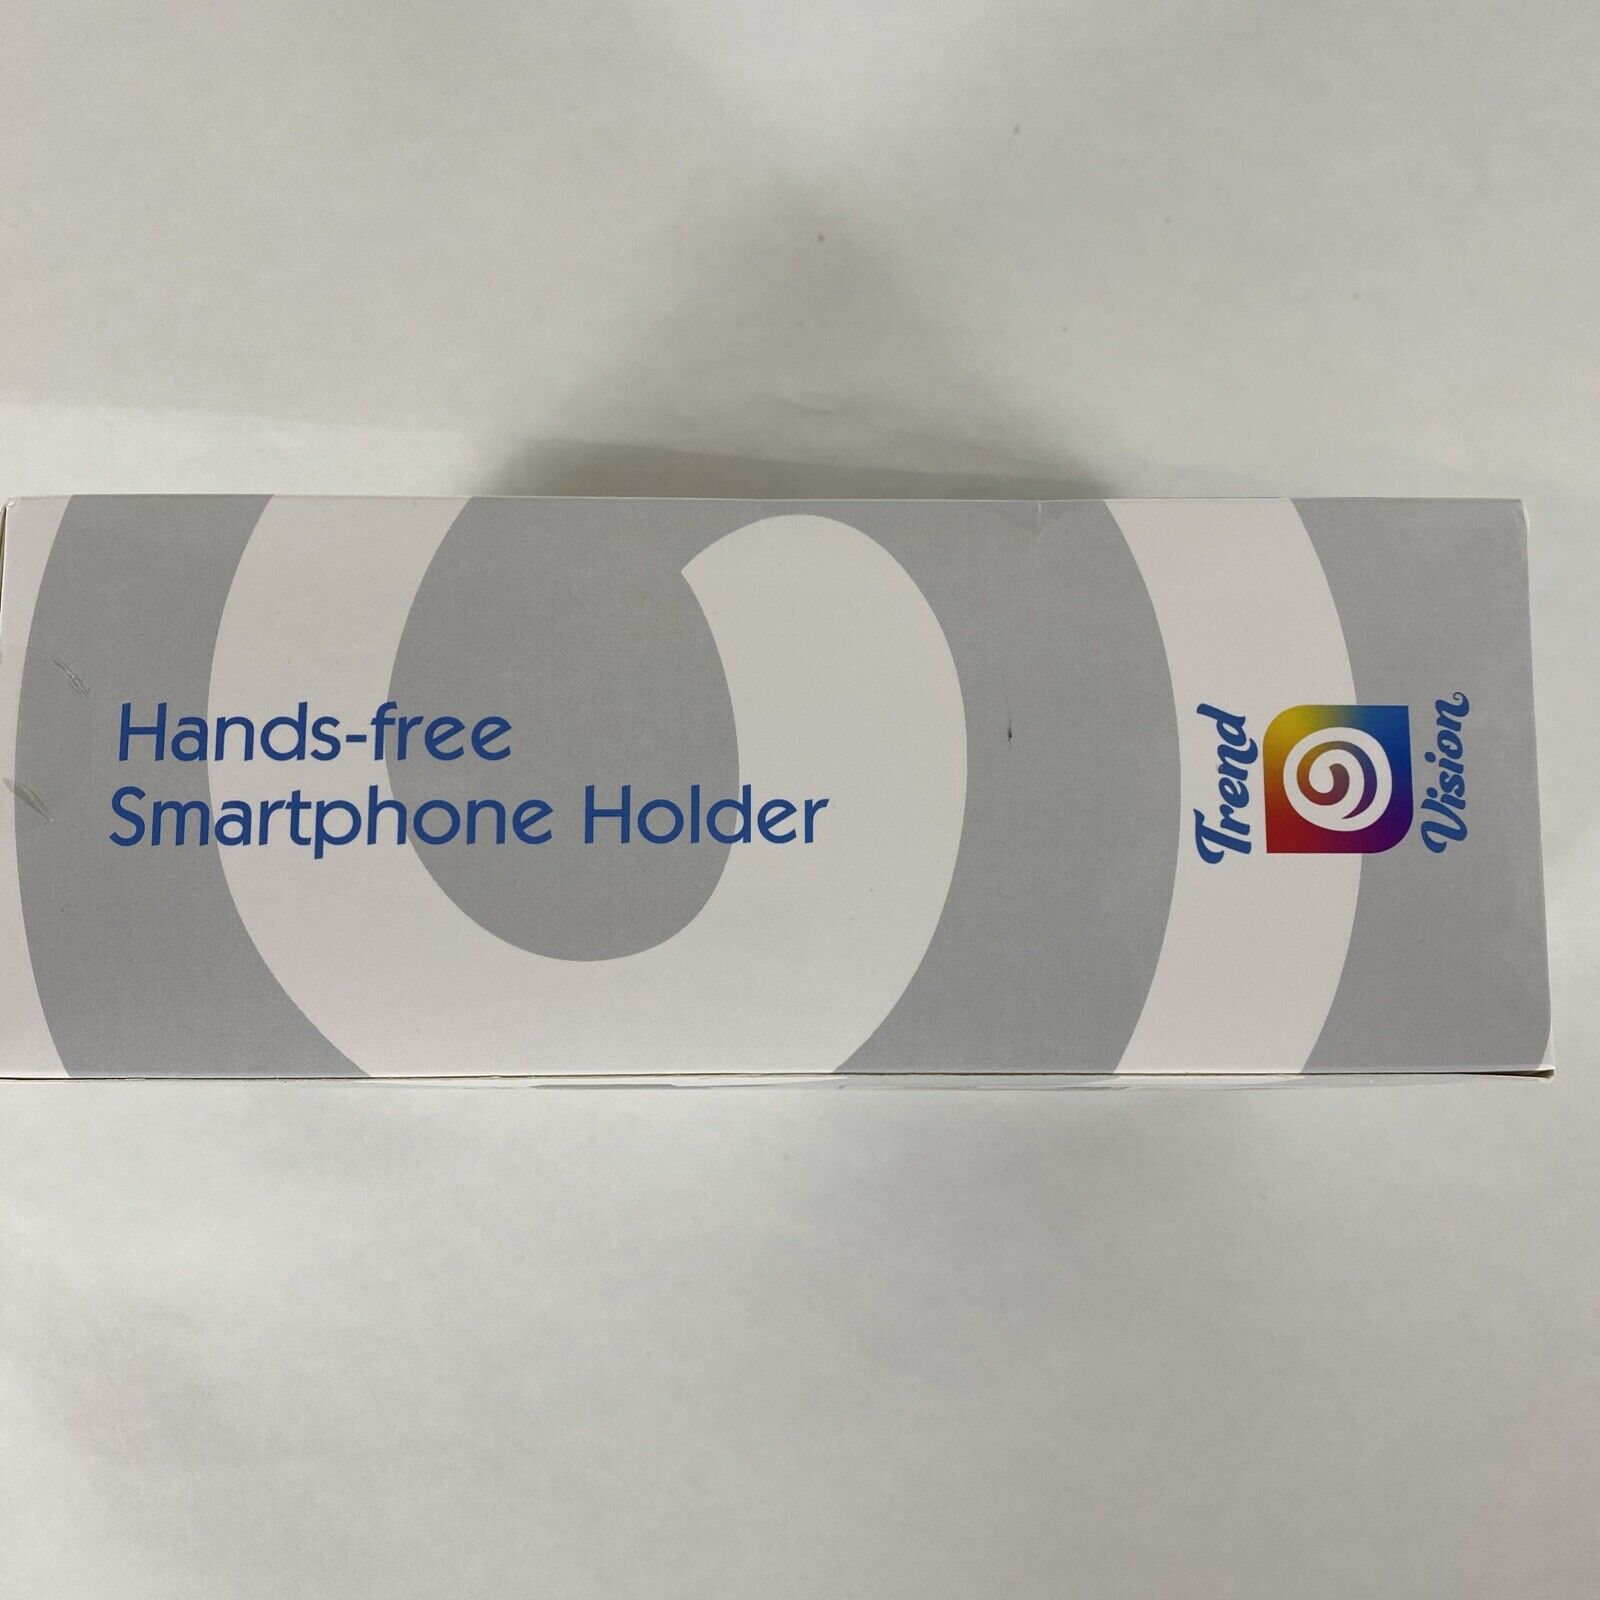 Hands-free
Smartphone Holder
Trend
Vision